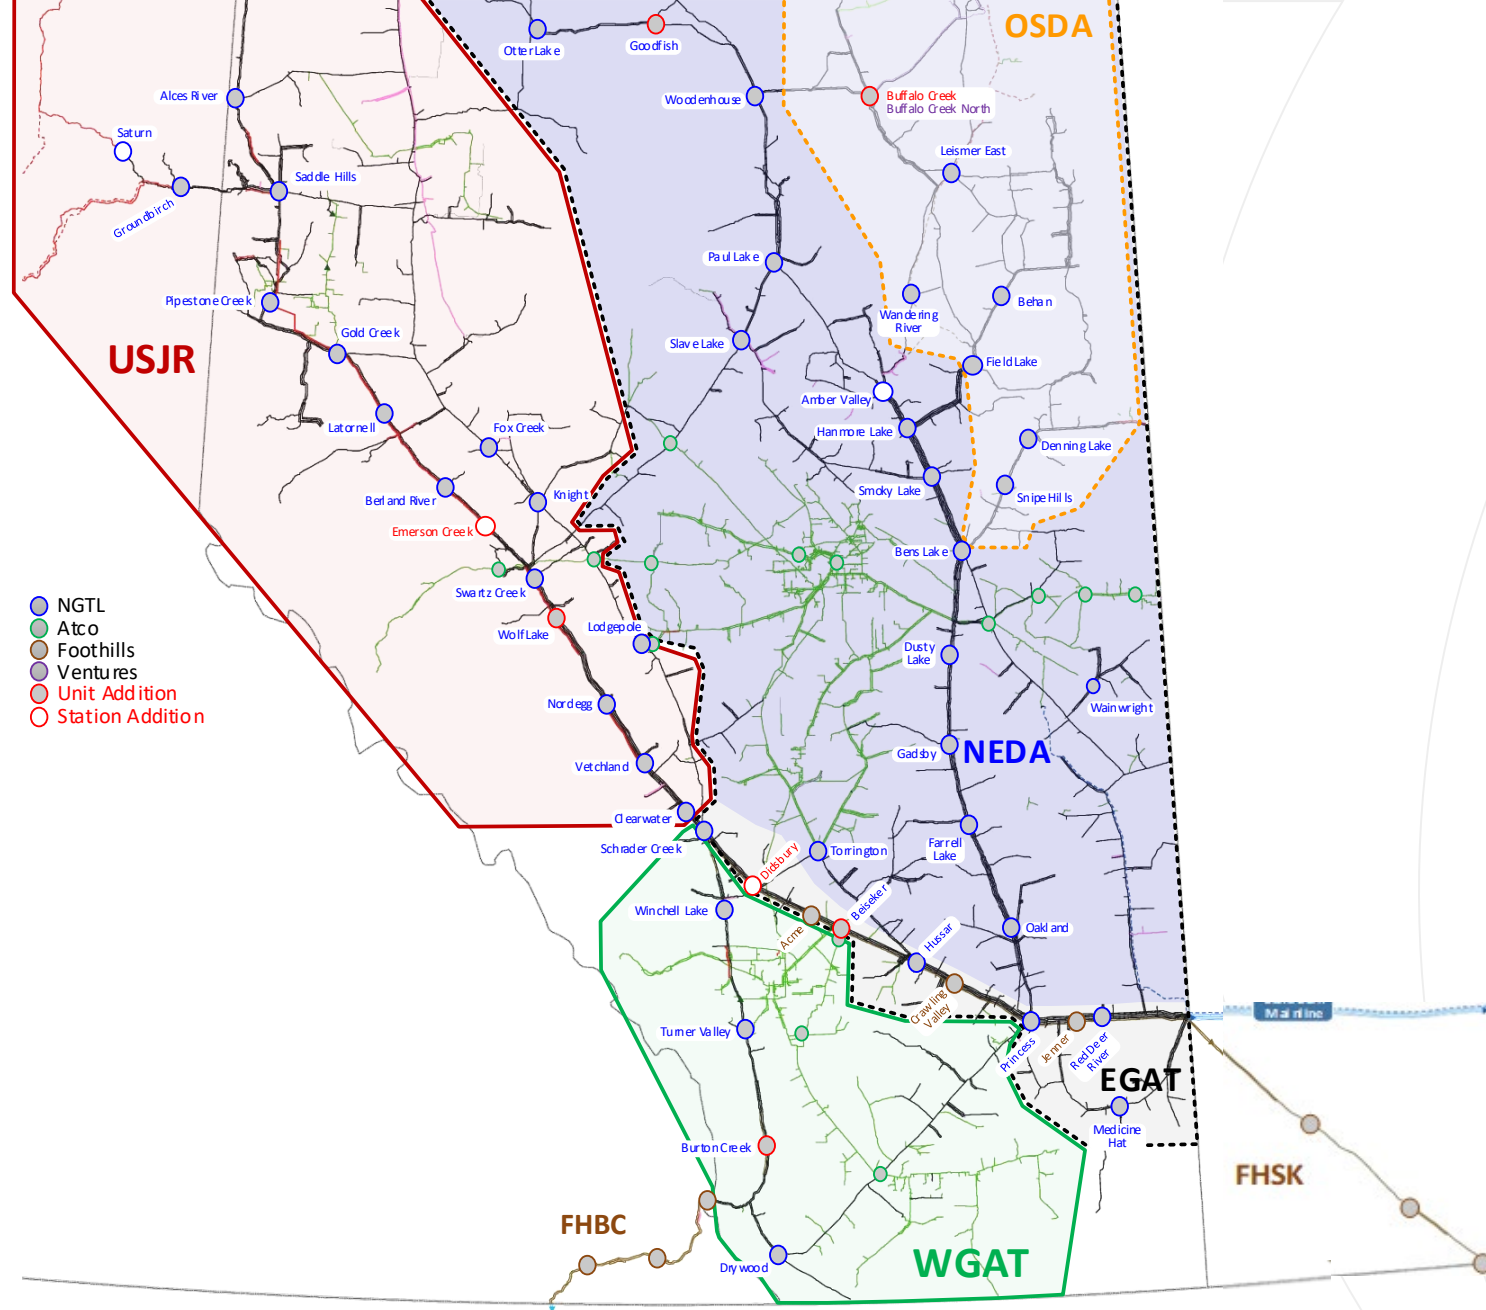 OSDA
Otter Lake
Goodfish
Alces River
Woodenhouse
Buffalo Creek
Buffalo Creek North
Saturn
Leismer East
Saddle Hills
Groundbirch
Paul Lake
Pipestone Creek
Behan
Wandering
River
Gold Creek
Slave Lake
USJR
Field Lake
Amber Valley
Latornell
Fox Creek
Hanmore Lake
Denning Lake
Berland River
Knight
Smoky Lake
Snipe Hills
Emerson Creek
Bens Lake
Swartz Creek
NGTL
Atco
Foothills
Ventures
Unit Addition
Station Addition
Wolf Lake
Lodgepole
Dusty
Lake
Nordegg
Wainwright
Gadsby
NEDA
Vetchland
Clearwater
Schrader Creek
Didsbury
Torrington
Farrell
Lake
Winchell Lake
Acme
Beiseker
Hussar
Oakland
Crawling
Valley
Mainline
Turner Valley
Princess
Jenner
Red Deer
River
EGAT
Medicine
Hat
Burton Creek
FHSK
FHBC
WGAT
Drywood